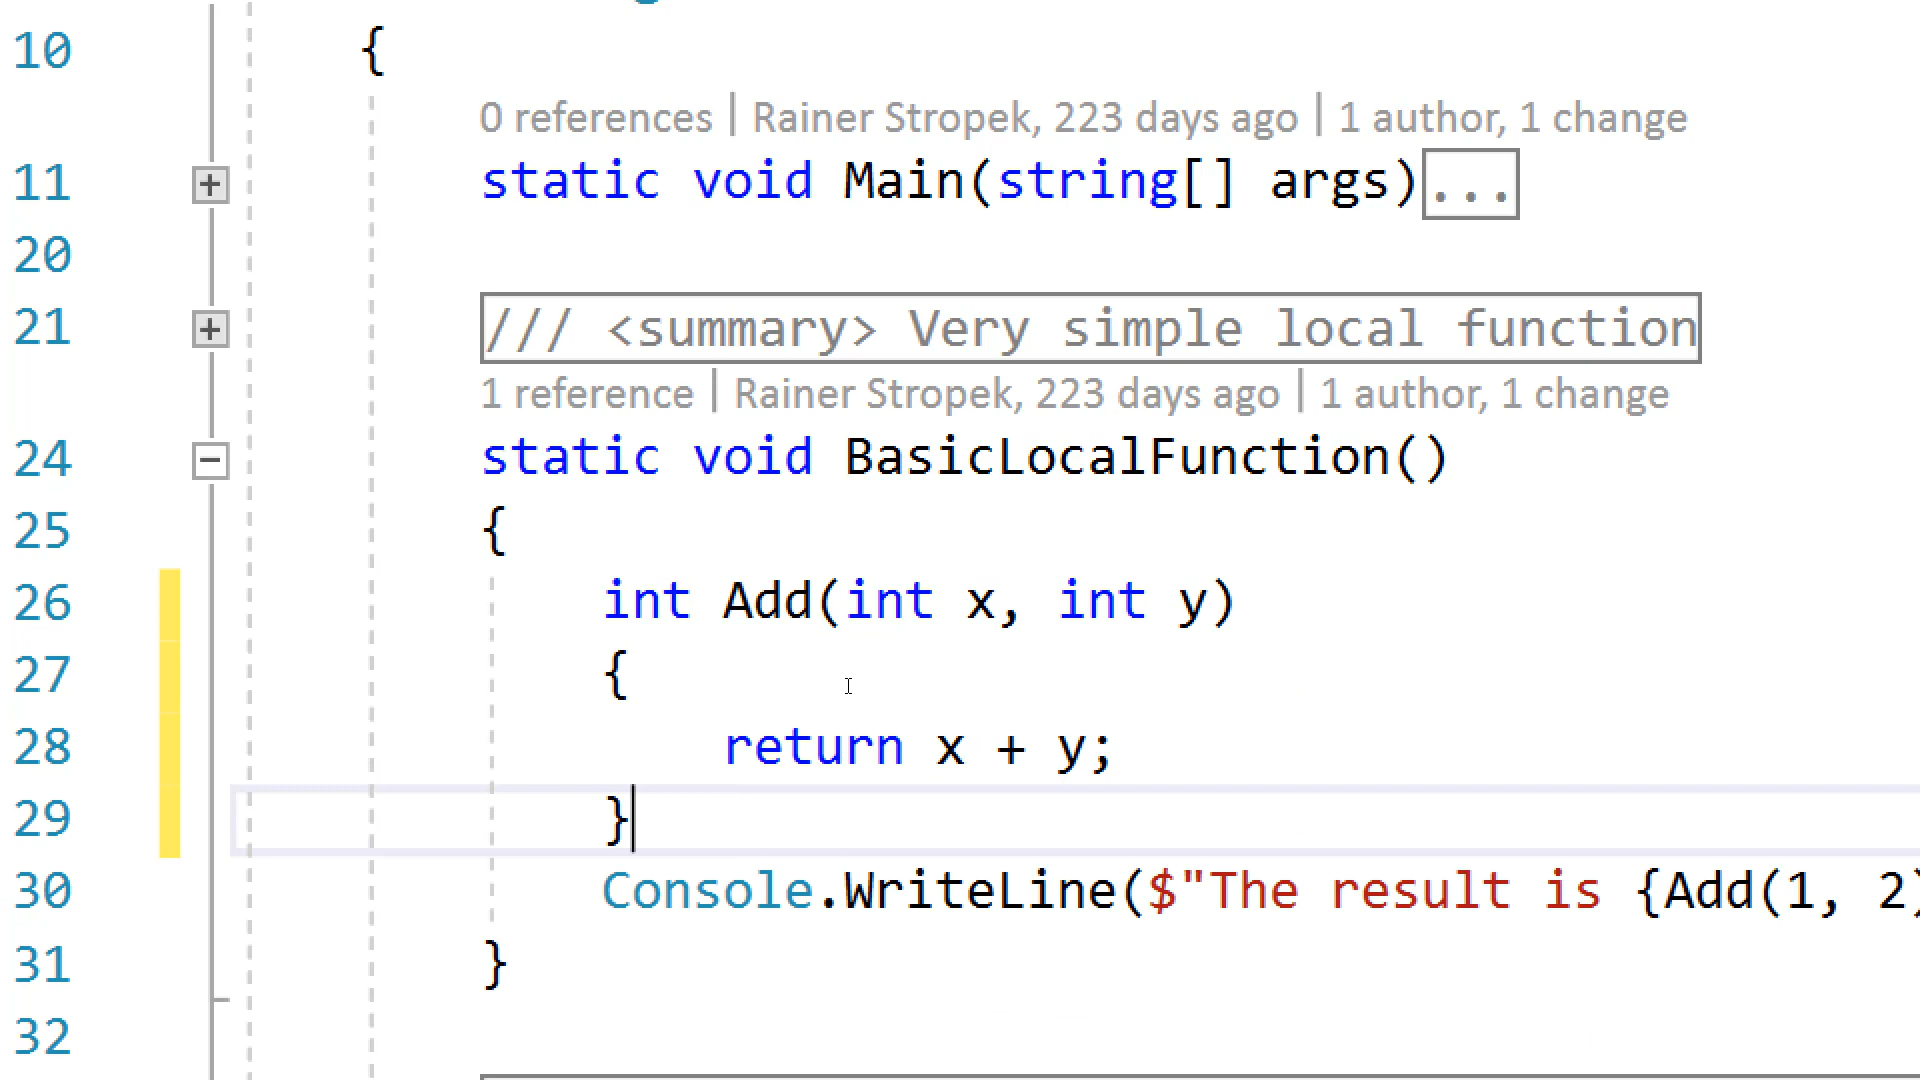 10 {
0 references | Rainer Stropek, 223 days ago | 1 author, 1 change
11 static void Main(string[] args)...
20
21 /// <summary> Very simple local function
1 reference | Rainer Stropek, 223 days ago | 1 author, 1 change
24 static void BasicLocalFunction()
25 {
26 int Add(int x, int y)
27 {
28 return x + y;
29 }
30 Console.WriteLine($"The result is {Add(1, 2)
31 }
32